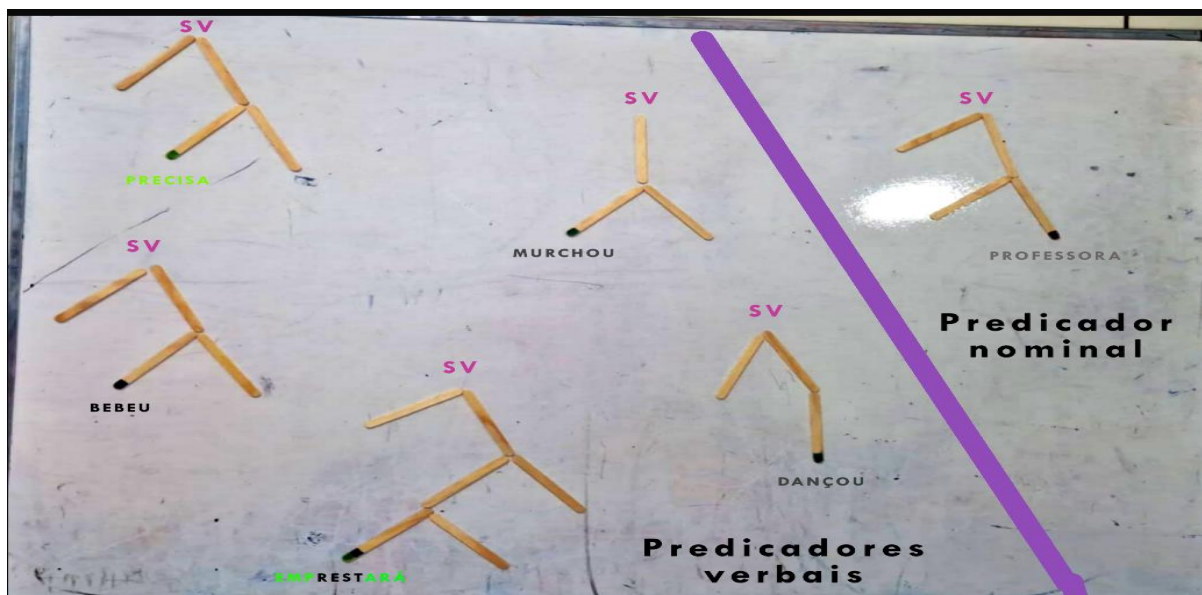 SV
PRECISA
SV
MURCHOU
SV
PROFESSORA
SV
BEBEU
SV
EMPRESTARÁ
SV
DANÇOU
Predicador
nominal
Predicadores
verbais